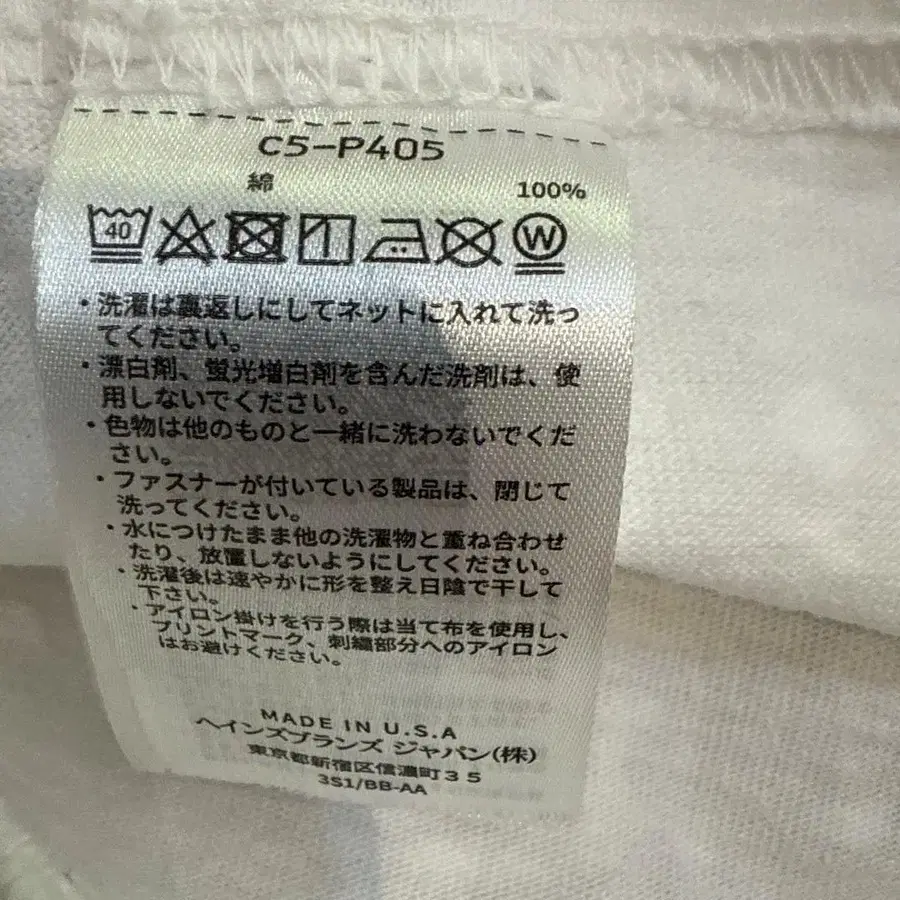 C5-P405
綿 100%
40 W
・洗濯は裏返しにしてネットに入れて洗っ
てください。
・漂白剤、蛍光増白剤を含んだ洗剤は、使
用しないでください。
・色物は他のものと一緒に洗わないでくだ
さい。
・ファスナーが付いている製品は、閉じて
洗ってください。
・水につけたまま他の洗濯物と重ね合わせ
たり、放置しないようにしてください。
・洗濯後は速やかに形を整え日陰で干して
下さい。
・アイロン掛けを行う際は当て布を使用し、
プリントマーク、刺繍部分へのアイロン
はお避けください。
MADE IN U.S.A
ヘインズブランズ ジャパン(株)
東京都新宿区信濃町35
3S1/BB-AA